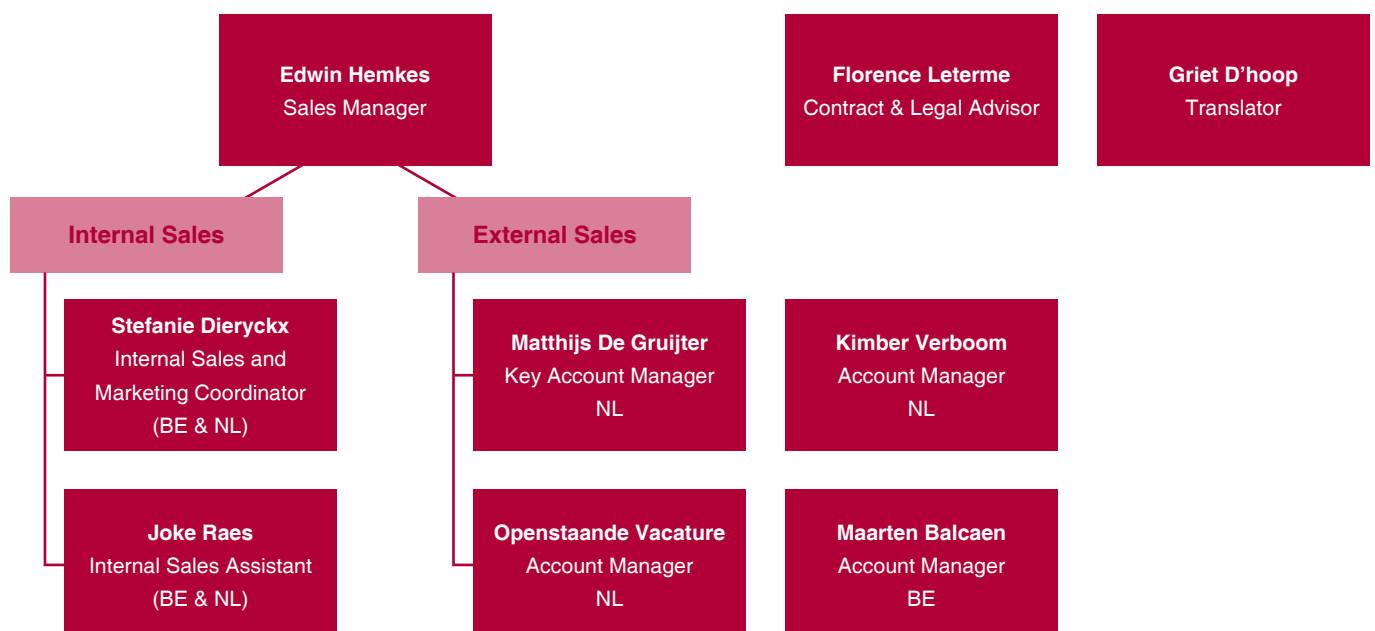 Edwin Hemkes
Sales Manager
Florence Leterme
Contract & Legal Advisor
Griet D’hoop
Translator
Internal Sales
External Sales
Stefanie Dieryckx
Internal Sales and
Marketing Coordinator
(BE & NL)
Matthijs De Gruijter
Key Account Manager
NL
Kimber Verboom
Account Manager
NL
Joke Raes
Internal Sales Assistant
(BE & NL)
Openstaande Vacature
Account Manager
NL
Maarten Balcaen
Account Manager
BE